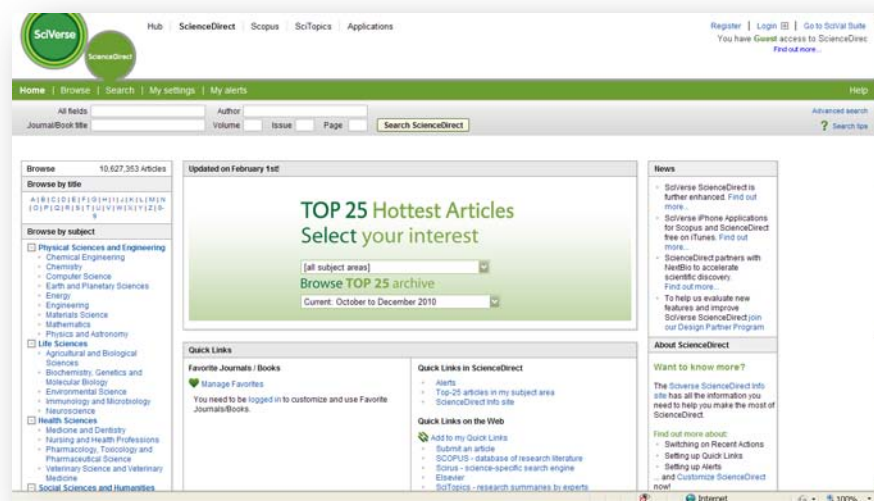 SciVerse
ScienceDirect
Hub ScienceDirect Scopus SciTopics Applications
Register | Login | Go to SciVal Suite
You have Guest access to ScienceDirec
Find out more...
Home | Browse | Search | My settings | My alerts
Help
All fields Author
Advanced search
Journal/Book title Volume Issue Page Search ScienceDirect
? Search tips
Browse 10,627,353 Articles
Browse by title
A | B | C | D | E | F | G | H | I | J | K | L | M | N
| O | P | Q | R | S | T | U | V | W | X | Y | Z | 0-
9
Browse by subject
Physical Sciences and Engineering
Chemical Engineering
Chemistry
Computer Science
Earth and Planetary Sciences
Energy
Engineering
Materials Science
Mathematics
Physics and Astronomy
Life Sciences
Agricultural and Biological
Sciences
Biochemistry, Genetics and
Molecular Biology
Environmental Science
Immunology and Microbiology
Neuroscience
Health Sciences
Medicine and Dentistry
Nursing and Health Professions
Pharmacology, Toxicology and
Pharmaceutical Science
Veterinary Science and Veterinary
Medicine
Social Sciences and Humanities
Updated on February 1st!
TOP 25 Hottest Articles
Select your interest
[all subject areas]
Browse TOP 25 archive
Current: October to December 2010
Quick Links
Favorite Journals / Books
Manage Favorites
You need to be logged in to customize and use Favorite
Journals/Books.
Quick Links in ScienceDirect
Alerts
Top-25 articles in my subject area
ScienceDirect Info site
Quick Links on the Web
Add to my Quick Links
Submit an article
SCOPUS - database of research literature
Scirus - science-specific search engine
Elsevier
SciTopics - research summaries by experts
News
SciVerse ScienceDirect is
further enhanced. Find out
more...
SciVerse iPhone Applications
for Scopus and ScienceDirect
free on iTunes. Find out
more...
ScienceDirect partners with
NextBio to accelerate
scientific discovery.
Find out more...
To help us evaluate new
features and improve
SciVerse ScienceDirect join
our Design Partner Program
About ScienceDirect
Want to know more?
The Sciverse ScienceDirect Info
site has all the information you
need to help you make the most of
ScienceDirect.
Find out more about:
Switching on Recent Actions
Setting up Quick Links
Setting up Alerts
... and Customize ScienceDirect
now!
Internet 100%